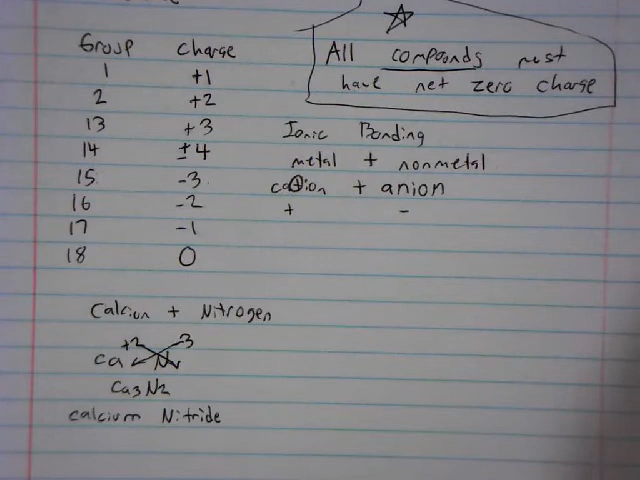 Group Charge
1 +1
2 +2
13 +3
14 ±4
15 -3
16 -2
17 -1
18 0
All compounds must
have net zero charge
Ionic Bonding
metal + nonmetal
cation + anion
+ -
Calcium + Nitrogen
+2 -3
Ca N
Ca3N2
calcium Nitride